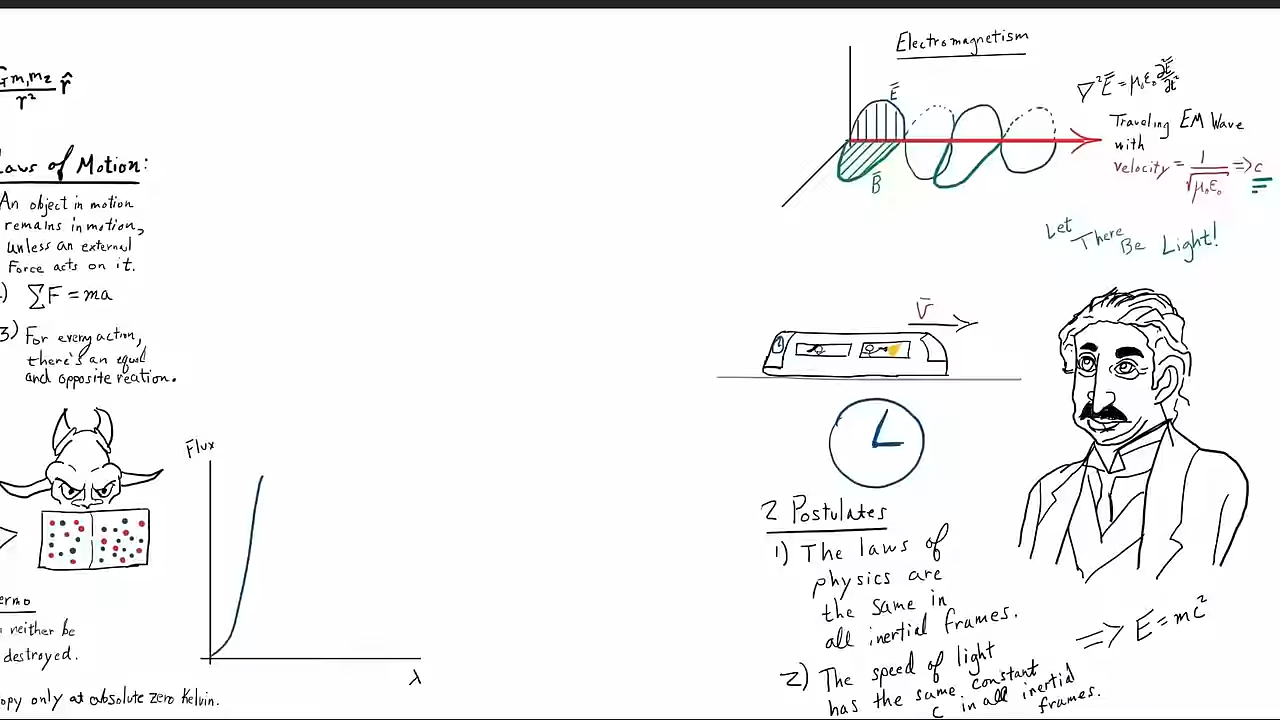 Gm₁m₂
r² r̂
Laws of Motion:
An object in motion
remains in motion,
unless an external
Force acts on it.
) ∑F = ma
3) For every action,
there's an equal
and opposite reation.
Flux
λ
ermo
neither be
destroyed.
opy only at absolute zero Kelvin.
Electromagnetism
E
B
∇²E = μ₀ε₀ ∂²E/∂t²
Traveling EM Wave
with
velocity = 1/√μ₀ε₀ => c
Let There Be Light!
v
2 Postulates
1) The laws of
physics are
the same in
all inertial frames.
2) The speed of light
has the same constant
c in all inertial
frames.
=> E = mc²